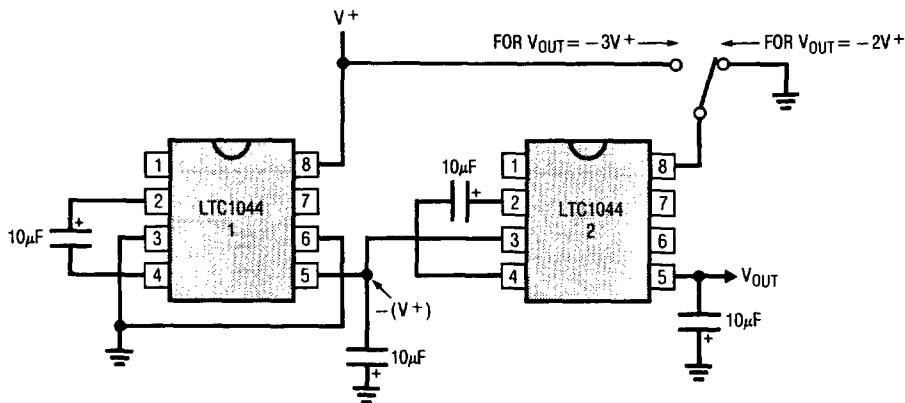 V+
FOR VOUT = −3V+
FOR VOUT = −2V+
1
2
3
4
8
7
6
5
LTC1044
1
10µF
+
−(V+)
10µF
+
10µF
+
1
2
3
4
8
7
6
5
LTC1044
2
VOUT
10µF
+